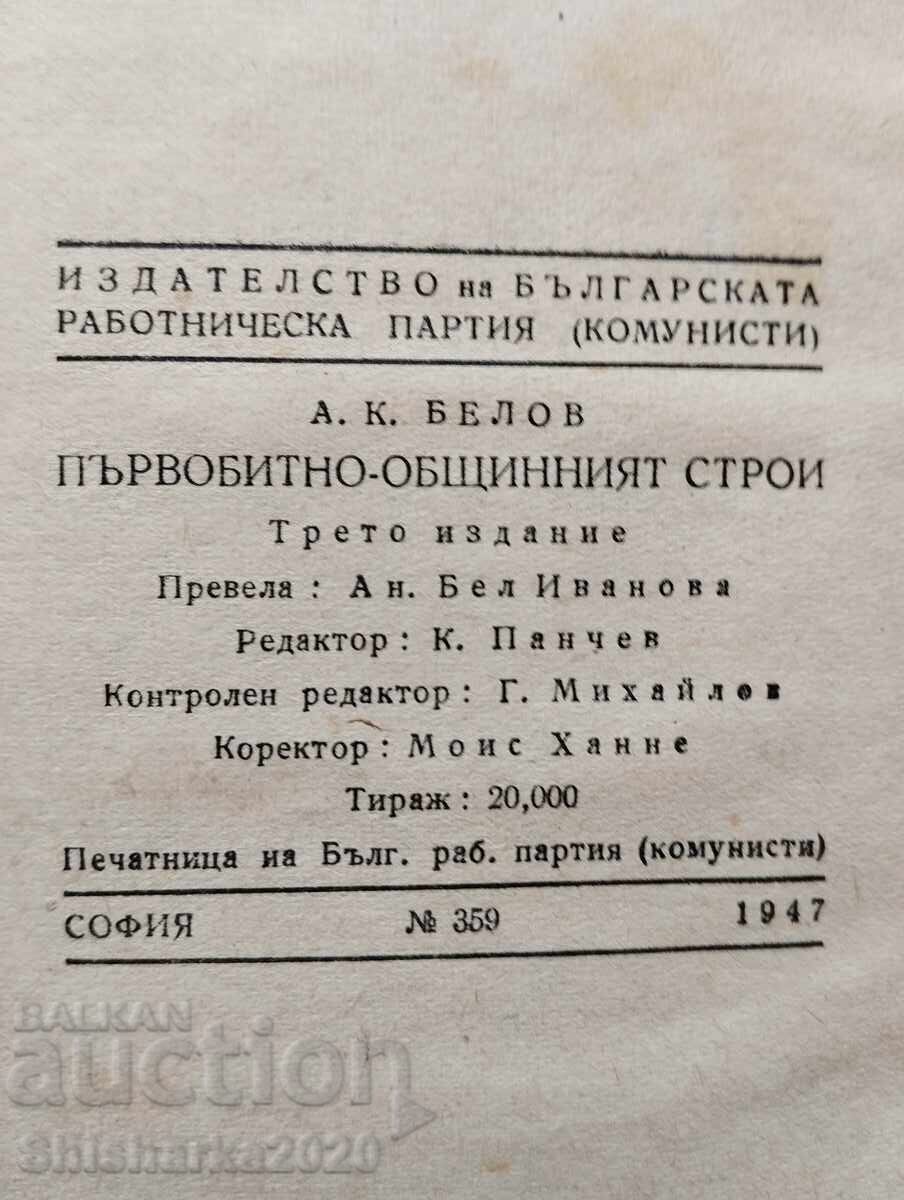 ИЗДАТЕЛСТВО на БЪЛГАРСКАТА
РАБОТНИЧЕСКА ПАРТИЯ (КОМУНИСТИ)
А. К. БЕЛОВ
ПЪРВОБИТНО-ОБЩИННИЯТ СТРОИ
Трето издание
Превела: Ан. Бел Иванова
Редактор: К. Панчев
Контролен редактор: Г. Михайлов
Коректор: Моис Ханне
Тираж: 20,000
Печатница на Бълг. раб. партия (комунисти)
СОФИЯ № 359 1947
BALKAN
auction
Shisharka2020